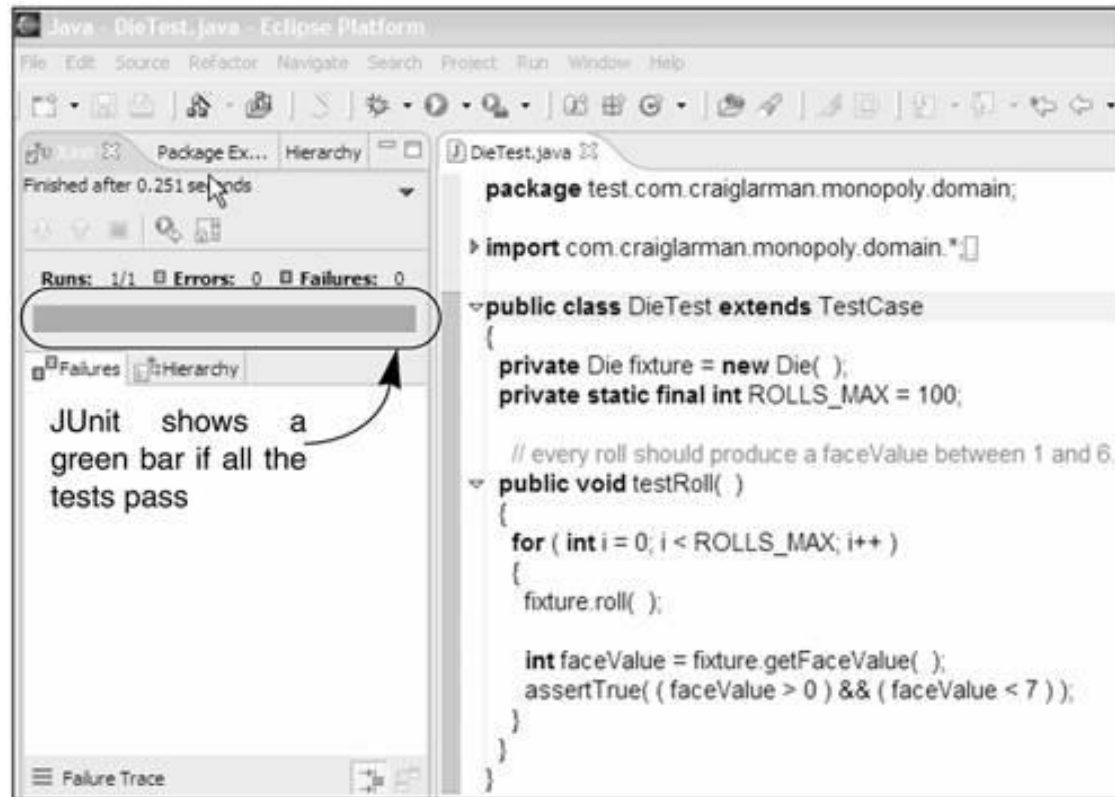 Java - DieTest.java - Eclipse Platform
File Edit Source Refactor Navigate Search Project Run Window Help
Package Ex... Hierarchy
Finished after 0.251 seconds
Runs: 1/1 Errors: 0 Failures: 0
Failures Hierarchy
JUnit shows a
green bar if all the
tests pass
Failure Trace
DieTest.java
package test.com.craiglarman.monopoly.domain;
import com.craiglarman.monopoly.domain.*;
public class DieTest extends TestCase
{
private Die fixture = new Die( );
private static final int ROLLS_MAX = 100;
// every roll should produce a faceValue between 1 and 6.
public void testRoll( )
{
for ( int i = 0; i < ROLLS_MAX; i++ )
{
fixture.roll( );
int faceValue = fixture.getFaceValue( );
assertTrue( ( faceValue > 0 ) && ( faceValue < 7 ) );
}
}
}